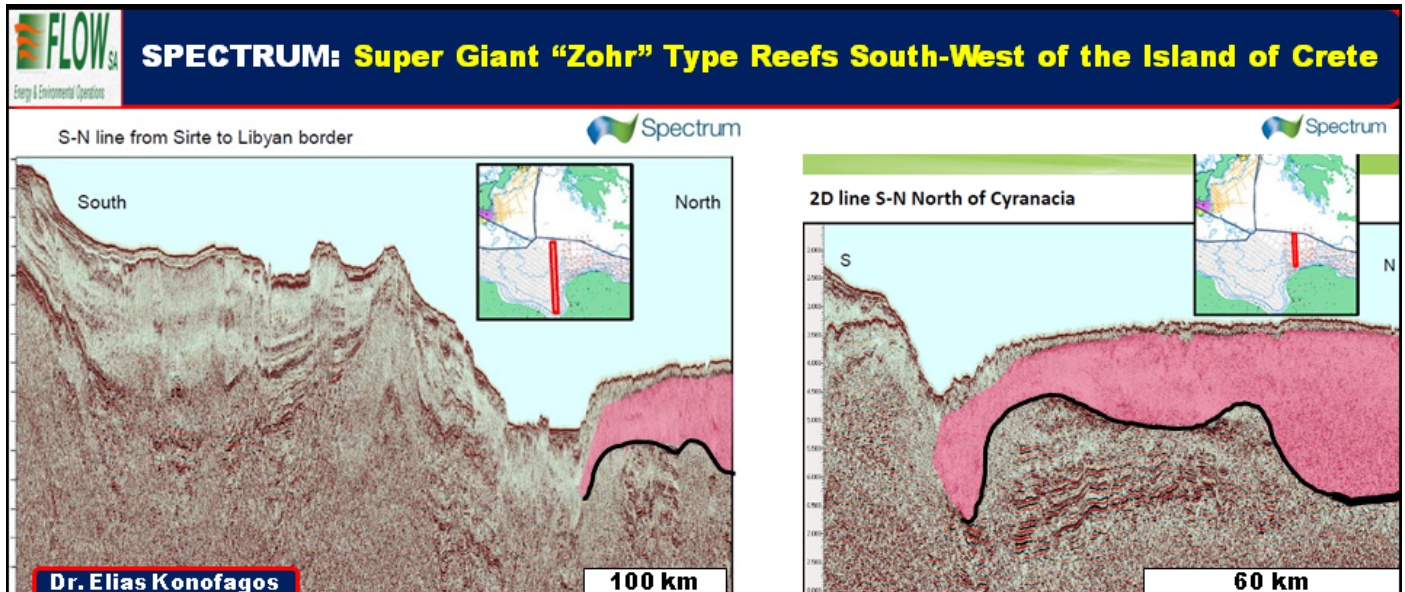 FLOW SA
Energy & Environmental Operations
SPECTRUM: Super Giant “Zohr” Type Reefs South-West of the Island of Crete
S-N line from Sirte to Libyan border
Spectrum
South
North
Dr. Elias Konofagos
100 km
Spectrum
2D line S-N North of Cyranacia
S
N
60 km